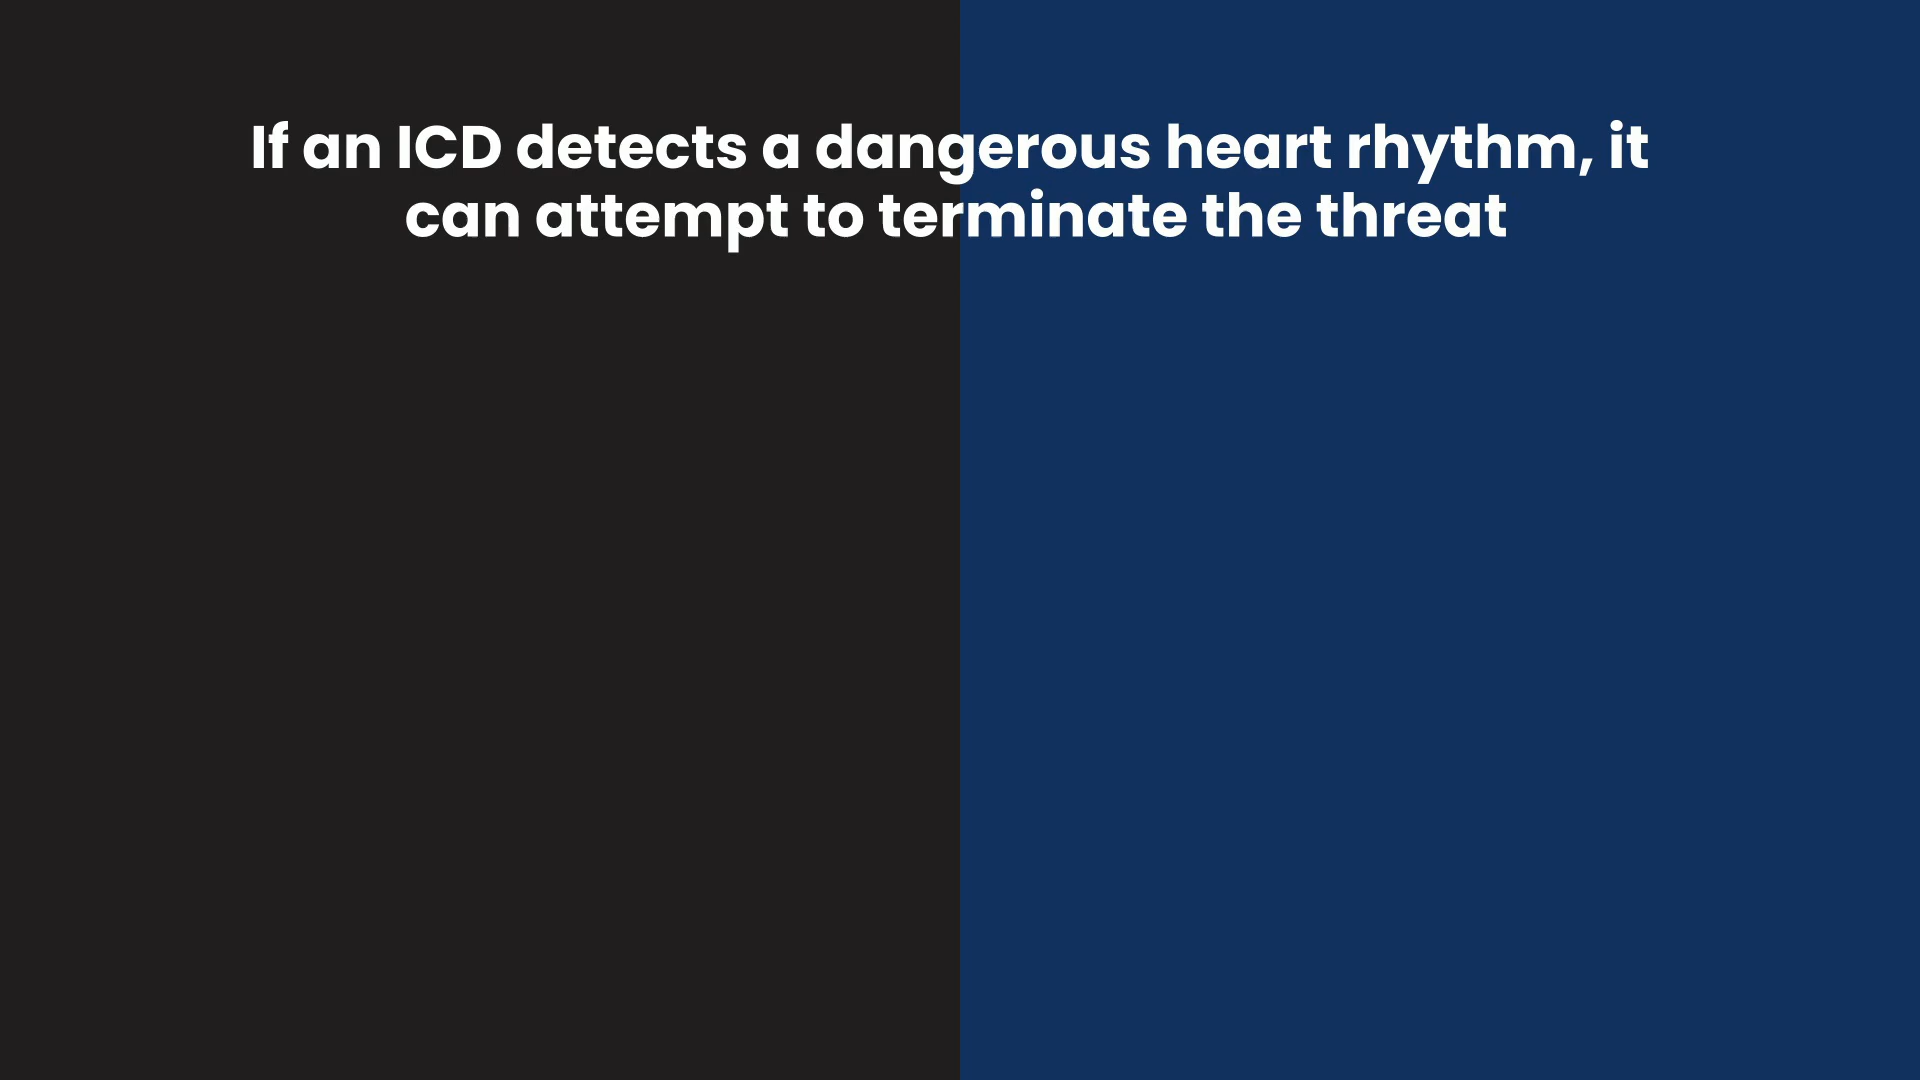 If an ICD detects a dangerous heart rhythm, it
can attempt to terminate the threat